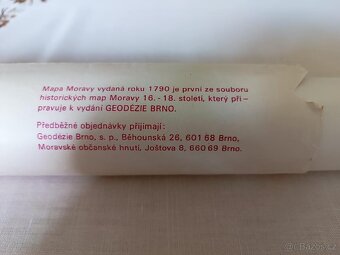 Mapa Moravy vydaná roku 1790 je první ze souboru
historických map Moravy 16.-18. století, který při-
pravuje k vydání GEODÉZIE BRNO.
Předběžné objednávky přijímají:
Geodézie Brno, s. p., Běhounská 26, 601 68 Brno,
Moravské občanské hnutí, Joštova 6, 660 69 Brno.